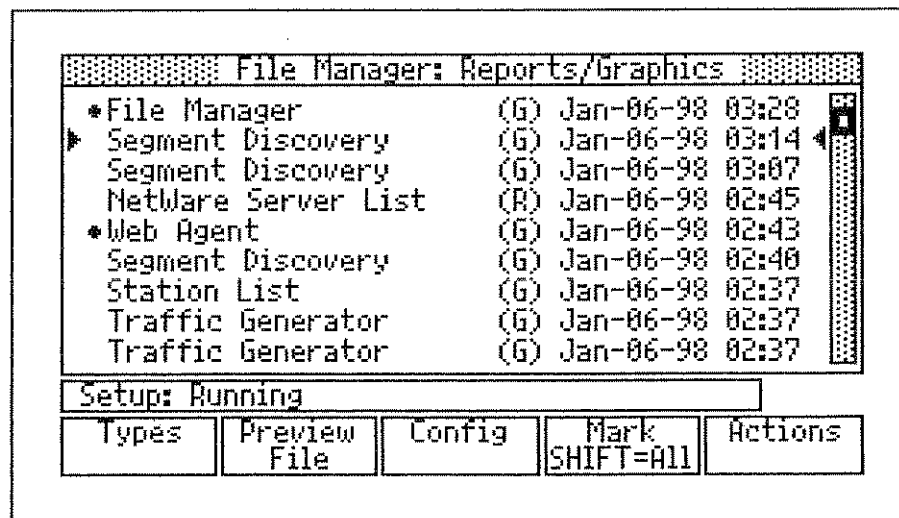 File Manager: Reports/Graphics
•File Manager (G) Jan-06-98 03:28
Segment Discovery (G) Jan-06-98 03:14
Segment Discovery (G) Jan-06-98 03:07
NetWare Server List (R) Jan-06-98 02:45
•Web Agent (G) Jan-06-98 02:43
Segment Discovery (G) Jan-06-98 02:40
Station List (G) Jan-06-98 02:37
Traffic Generator (G) Jan-06-98 02:37
Traffic Generator (G) Jan-06-98 02:37
Setup: Running
Types
Preview
File
Config
Mark
SHIFT=All
Actions